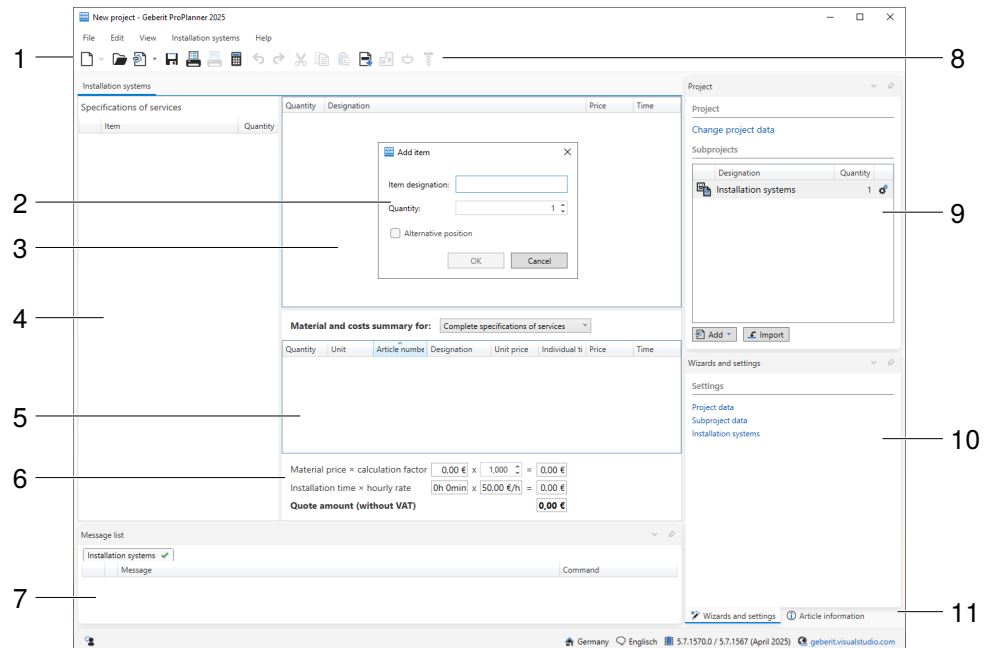 New project - Geberit ProPlanner 2025
File Edit View Installation systems Help
1
8
Installation systems
Project
Specifications of services
Quantity Designation Price Time
Project
Item Quantity
Change project data
Add item
Subprojects
Designation Quantity
Item designation:
Installation systems 1
2
Quantity: 1
9
Alternative position
3
OK Cancel
4
Material and costs summary for: Complete specifications of services
Add Import
Quantity Unit Article numbe Designation Unit price Individual ti Price Time
Wizards and settings
Settings
Project data
5
Subproject data
Installation systems
10
6
Material price × calculation factor 0,00 € x 1,000 = 0,00 €
Installation time × hourly rate 0h 0min x 50,00 €/h = 0,00 €
Quote amount (without VAT) 0,00 €
Message list
Installation systems
Message Command
7
Wizards and settings Article information
11
Germany Englisch 5.7.1570.0 / 5.7.1567 (April 2025) geberit.visualstudio.com